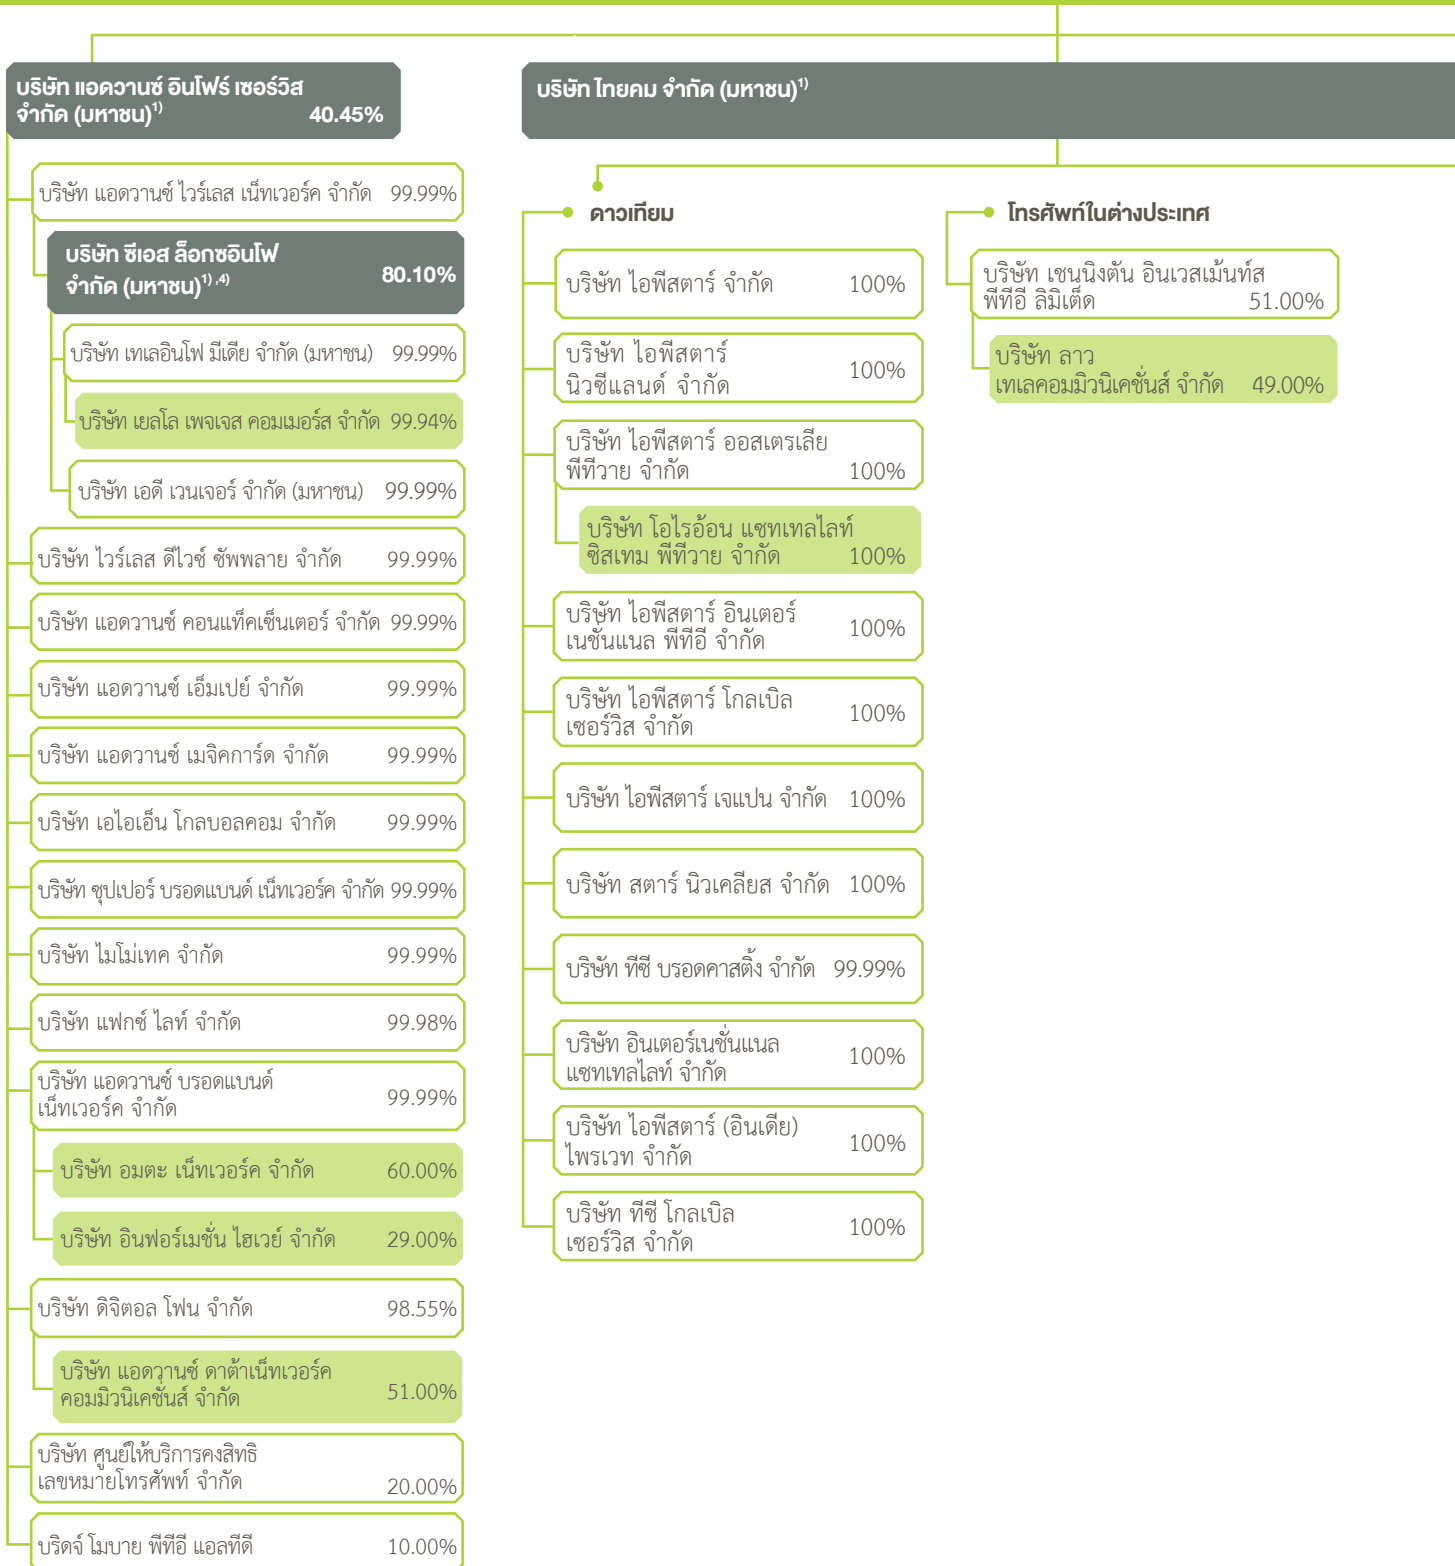 บริษัท แอดวานซ์ อินโฟร์ เซอร์วิส
จำกัด (มหาชน)1) 40.45%
บริษัท แอดวานซ์ ไวร์เลส เน็ทเวอร์ค จำกัด 99.99%
บริษัท ซีเอส ล็อกซอินโฟ
จำกัด (มหาชน)1) ,4) 80.10%
บริษัท เทเลอินโฟ มีเดีย จำกัด (มหาชน) 99.99%
บริษัท เยลโล เพจเจส คอมเมอร์ส จำกัด 99.94%
บริษัท เอดี เวนเจอร์ จำกัด (มหาชน) 99.99%
บริษัท ไวร์เลส ดีไวซ์ ซัพพลาย จำกัด 99.99%
บริษัท แอดวานซ์ คอนแท็คเซ็นเตอร์ จำกัด 99.99%
บริษัท แอดวานซ์ เอ็มเปย์ จำกัด 99.99%
บริษัท แอดวานซ์ เมจิคการ์ด จำกัด 99.99%
บริษัท เอไอเอ็น โกลบอลคอม จำกัด 99.99%
บริษัท ซุปเปอร์ บรอดแบนด์ เน็ทเวอร์ค จำกัด 99.99%
บริษัท ไมโม่เทค จำกัด 99.99%
บริษัท แฟกซ์ ไลท์ จำกัด 99.98%
บริษัท แอดวานซ์ บรอดแบนด์
เน็ทเวอร์ค จำกัด 99.99%
บริษัท อมตะ เน็ทเวอร์ค จำกัด 60.00%
บริษัท อินฟอร์เมชั่น ไฮเวย์ จำกัด 29.00%
บริษัท ดิจิตอล โฟน จำกัด 98.55%
บริษัท แอดวานซ์ ดาต้าเน็ทเวอร์ค
คอมมิวนิเคชั่นส์ จำกัด 51.00%
บริษัท ศูนย์ให้บริการคงสิทธิ
เลขหมายโทรศัพท์ จำกัด 20.00%
บริดจ์ โมบาย พีทีอี แอลทีดี 10.00%
บริษัท ไทยคม จำกัด (มหาชน)1)
ดาวเทียม
บริษัท ไอพีสตาร์ จำกัด 100%
บริษัท ไอพีสตาร์
นิวซีแลนด์ จำกัด 100%
บริษัท ไอพีสตาร์ ออสเตรเลีย
พีทีวาย จำกัด 100%
บริษัท โอไรอ้อน แซทเทลไลท์
ซิสเทม พีทีวาย จำกัด 100%
บริษัท ไอพีสตาร์ อินเตอร์
เนชั่นแนล พีทีอี จำกัด 100%
บริษัท ไอพีสตาร์ โกลเบิล
เซอร์วิส จำกัด 100%
บริษัท ไอพีสตาร์ เจแปน จำกัด 100%
บริษัท สตาร์ นิวเคลียส จำกัด 100%
บริษัท ทีซี บรอดคาสติ้ง จำกัด 99.99%
บริษัท อินเตอร์เนชั่นแนล
แซทเทลไลท์ จำกัด 100%
บริษัท ไอพีสตาร์ (อินเดีย)
ไพรเวท จำกัด 100%
บริษัท ทีซี โกลเบิล
เซอร์วิส จำกัด 100%
โทรศัพท์ในต่างประเทศ
บริษัท เชนนิงตัน อินเวสเม้นท์ส
พีทีอี ลิมิเต็ด 51.00%
บริษัท ลาว
เทเลคอมมิวนิเคชั่นส์ จำกัด 49.00%